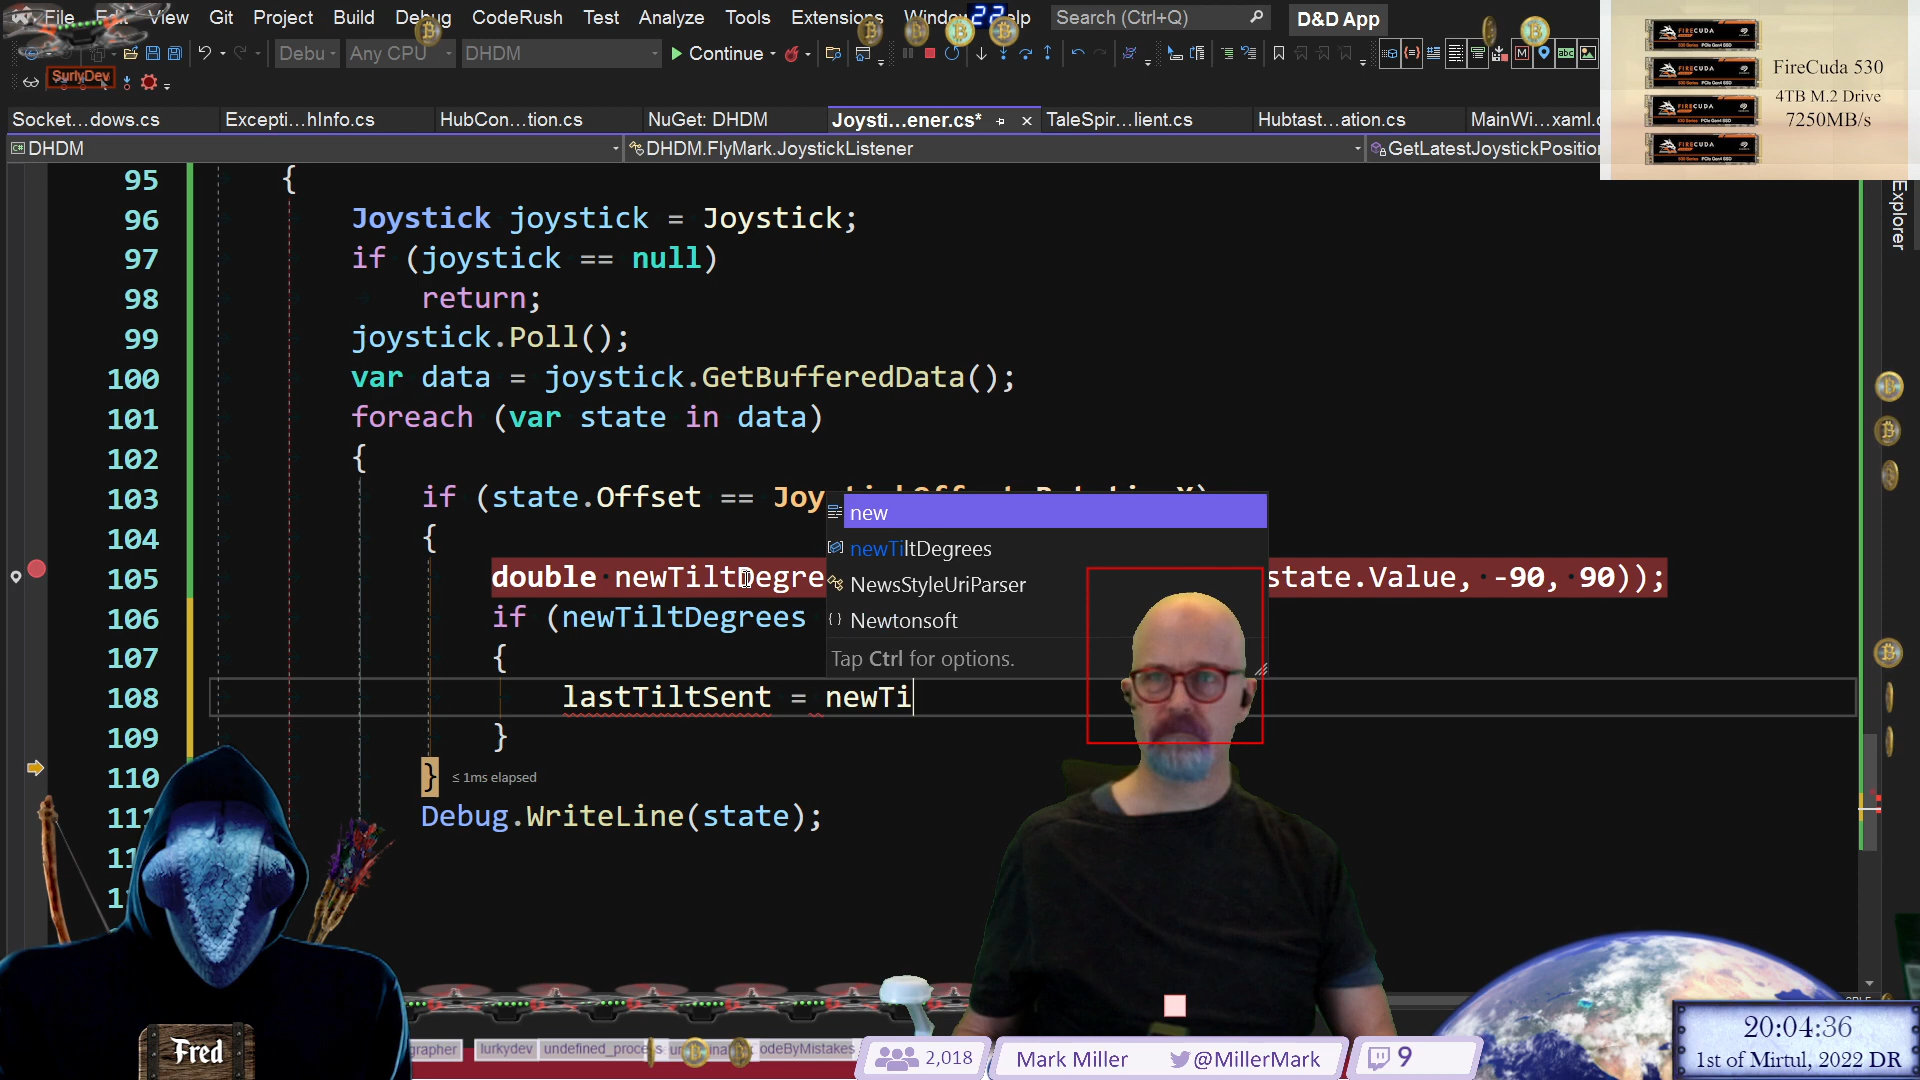 File View Git Project Build Debug CodeRush Test Analyze Tools Extensions Window Help Search (Ctrl+Q) D&D App
22
Debu Any CPU DHDM Continue
SurlyDev
Socket...dows.cs Excepti...hInfo.cs HubCon...tion.cs NuGet: DHDM Joysti...ener.cs* TaleSpir...lient.cs Hubtast...ation.cs MainWi...xaml.c
DHDM DHDM.FlyMark.JoystickListener GetLatestJoystickPosition
FireCuda 530
4TB M.2 Drive
7250MB/s
Explorer
95 {
96 Joystick joystick = Joystick;
97 if (joystick == null)
98 return;
99 joystick.Poll();
100 var data = joystick.GetBufferedData();
101 foreach (var state in data)
102 {
103 if (state.Offset == Joy
104 {
105 double newTiltDegre state.Value, -90, 90));
106 if (newTiltDegrees
107 {
108 lastTiltSent = newTi
109 }
110 } ≤ 1ms elapsed
11 Debug.WriteLine(state);
new
newTiltDegrees
NewsStyleUriParser
Newtonsoft
Tap Ctrl for options.
Fred
grapher lurkydev undefined_proce odeByMistakes
2,018 Mark Miller @MillerMark 9
20:04:36
1st of Mirtul, 2022 DR